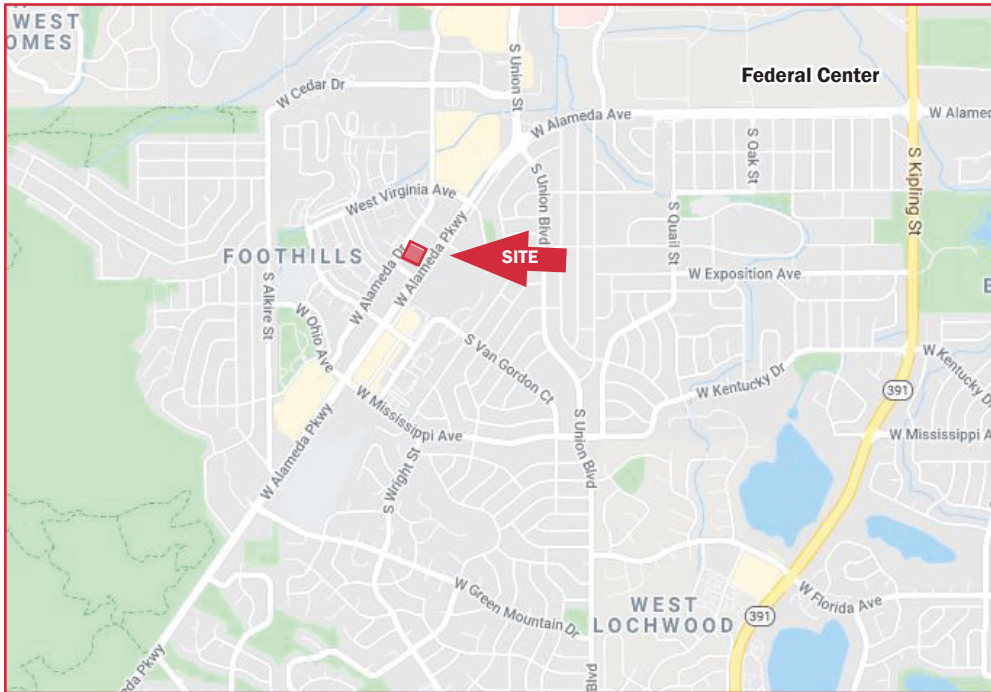 WEST
OMES
Federal Center
S Union St
W Cedar Dr
W Alameda Ave
W Alamed
S Oak St
S Kipling St
West Virginia Ave
S Union Blvd
S Quail St
W Alameda Pkwy
FOOTHILLS
W Alameda Dr
SITE
W Exposition Ave
S Alkire St
W Ohio Ave
S Van Gordon Ct
W Kentucky Dr
W Kentucky Dr
391
W Mississippi Ave
S Union Blvd
W Mississippi A
W Alameda Pkwy
S Wright St
W Green Mountain Dr
WEST
LOCHWOOD
W Florida Ave
391
Blvd
eda Pkwy